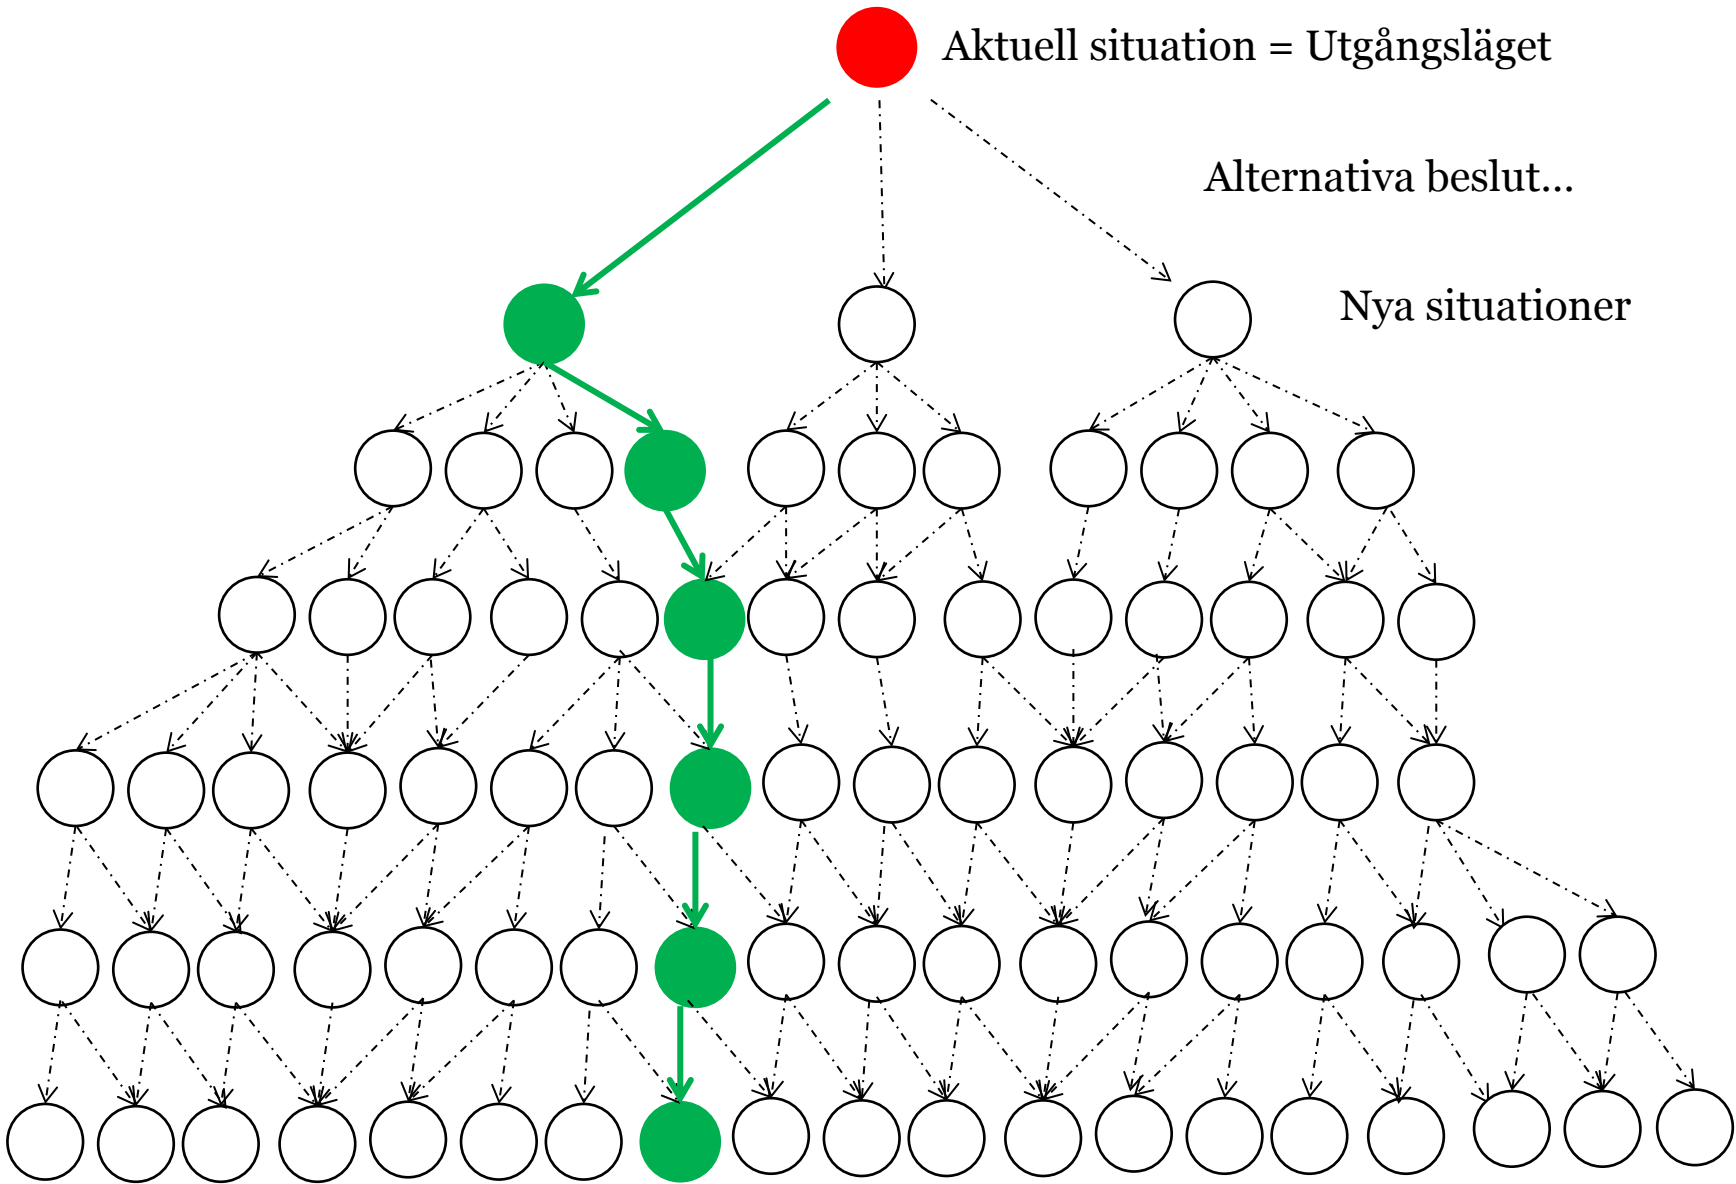 Aktuell situation = Utgångsläget
Alternativa beslut...
Nya situationer